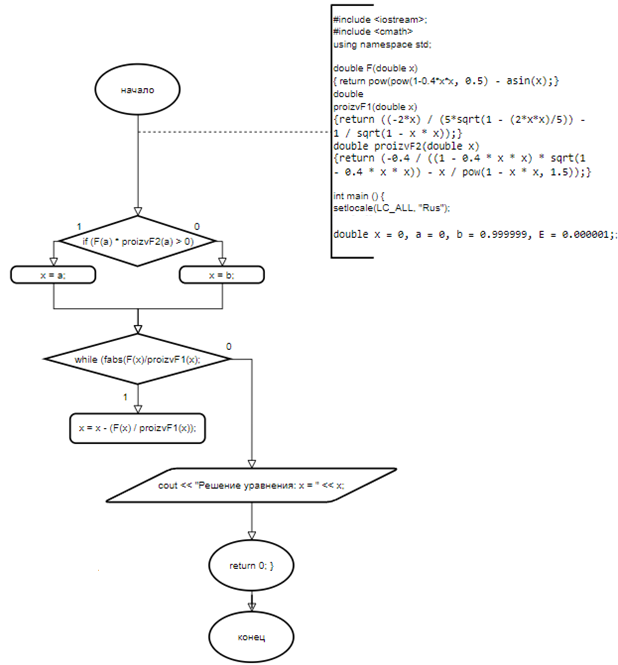 #include <iostream>;
#include <cmath>
using namespace std;
double F(double x)
{ return pow(pow(1-0.4*x*x, 0.5) - asin(x);}
double
proizvF1(double x)
{return ((-2*x) / (5*sqrt(1 - (2*x*x)/5)) -
1 / sqrt(1 - x * x));}
double proizvF2(double x)
{return (-0.4 / ((1 - 0.4 * x * x) * sqrt(1
- 0.4 * x * x)) - x / pow(1 - x * x, 1.5));}
int main () {
setlocale(LC_ALL, "Rus");
double x = 0, a = 0, b = 0.999999, E = 0.000001;;
начало
1
0
if (F(a) * proizvF2(a) > 0)
x = a;
x = b;
while (fabs(F(x)/proizvF1(x);
0
1
x = x - (F(x) / proizvF1(x));
cout << "Решение уравнения: x = " << x;
return 0; }
конец